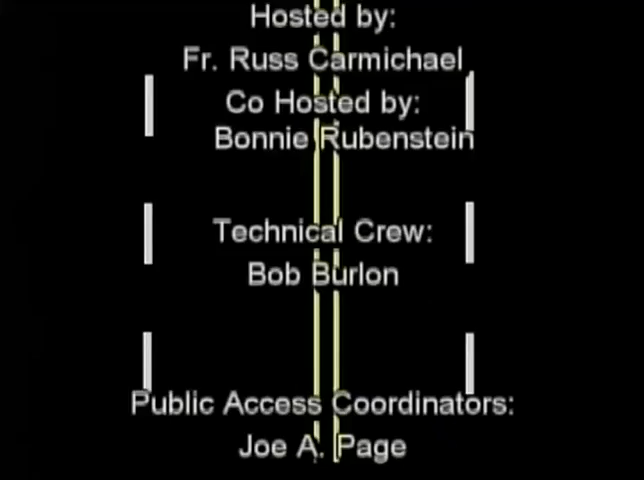 Hosted by:
Fr. Russ Carmichael
Co Hosted by:
Bonnie Rubenstein
Technical Crew:
Bob Burlon
Public Access Coordinators:
Joe A. Page